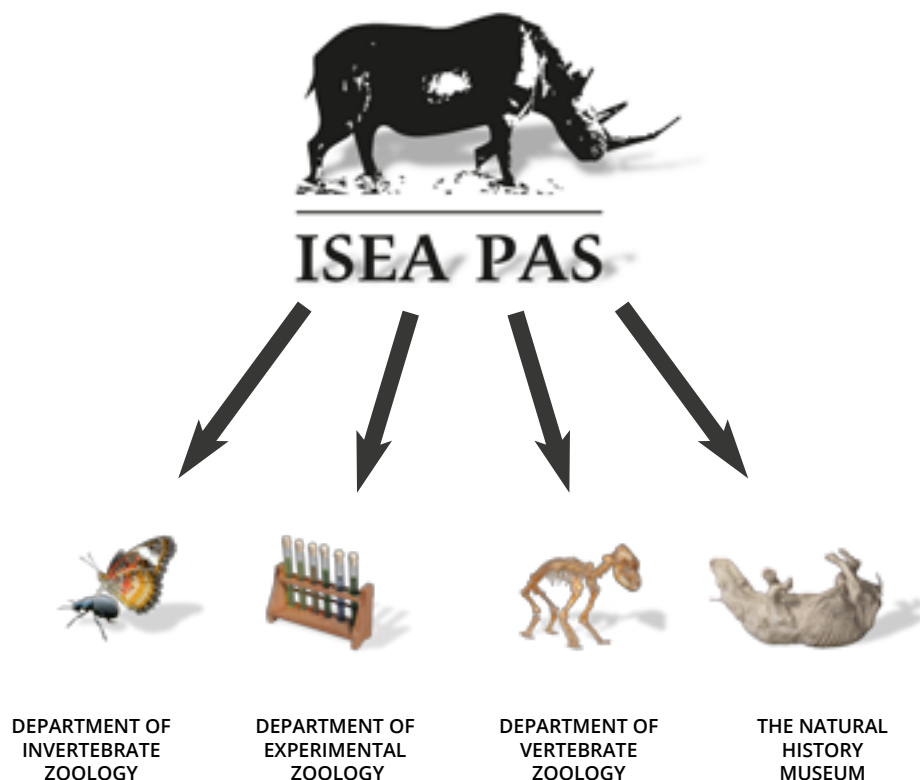 ISEA PAS
DEPARTMENT OF
INVERTEBRATE
ZOOLOGY
DEPARTMENT OF
EXPERIMENTAL
ZOOLOGY
DEPARTMENT OF
VERTEBRATE
ZOOLOGY
THE NATURAL
HISTORY
MUSEUM